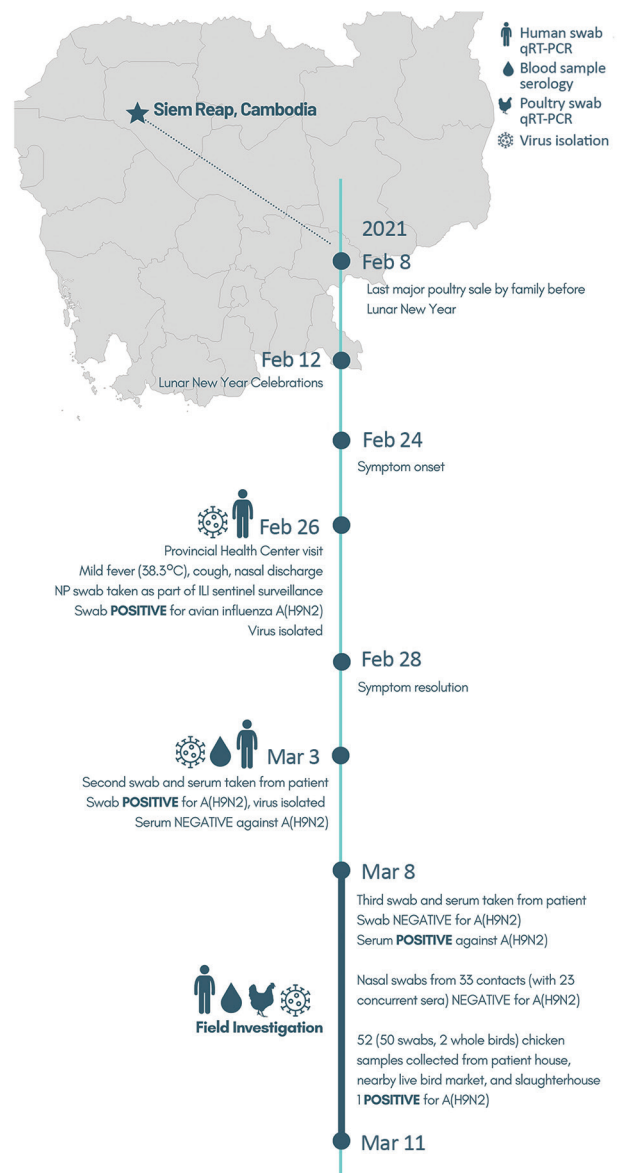 Human swab
qRT-PCR
Blood sample
serology
Poultry swab
qRT-PCR
Virus isolation
Siem Reap, Cambodia
2021
Feb 8
Last major poultry sale by family before
Lunar New Year
Feb 12
Lunar New Year Celebrations
Feb 24
Symptom onset
Feb 26
Provincial Health Center visit
Mild fever (38.3°C), cough, nasal discharge
NP swab taken as part of ILI sentinel surveillance
Swab POSITIVE for avian influenza A(H9N2)
Virus isolated
Feb 28
Symptom resolution
Mar 3
Second swab and serum taken from patient
Swab POSITIVE for A(H9N2), virus isolated
Serum NEGATIVE against A(H9N2)
Mar 8
Third swab and serum taken from patient
Swab NEGATIVE for A(H9N2)
Serum POSITIVE against A(H9N2)
Nasal swabs from 33 contacts (with 23
concurrent sera) NEGATIVE for A(H9N2)
Field Investigation
52 (50 swabs, 2 whole birds) chicken
samples collected from patient house,
nearby live bird market, and slaughterhouse
1 POSITIVE for A(H9N2)
Mar 11